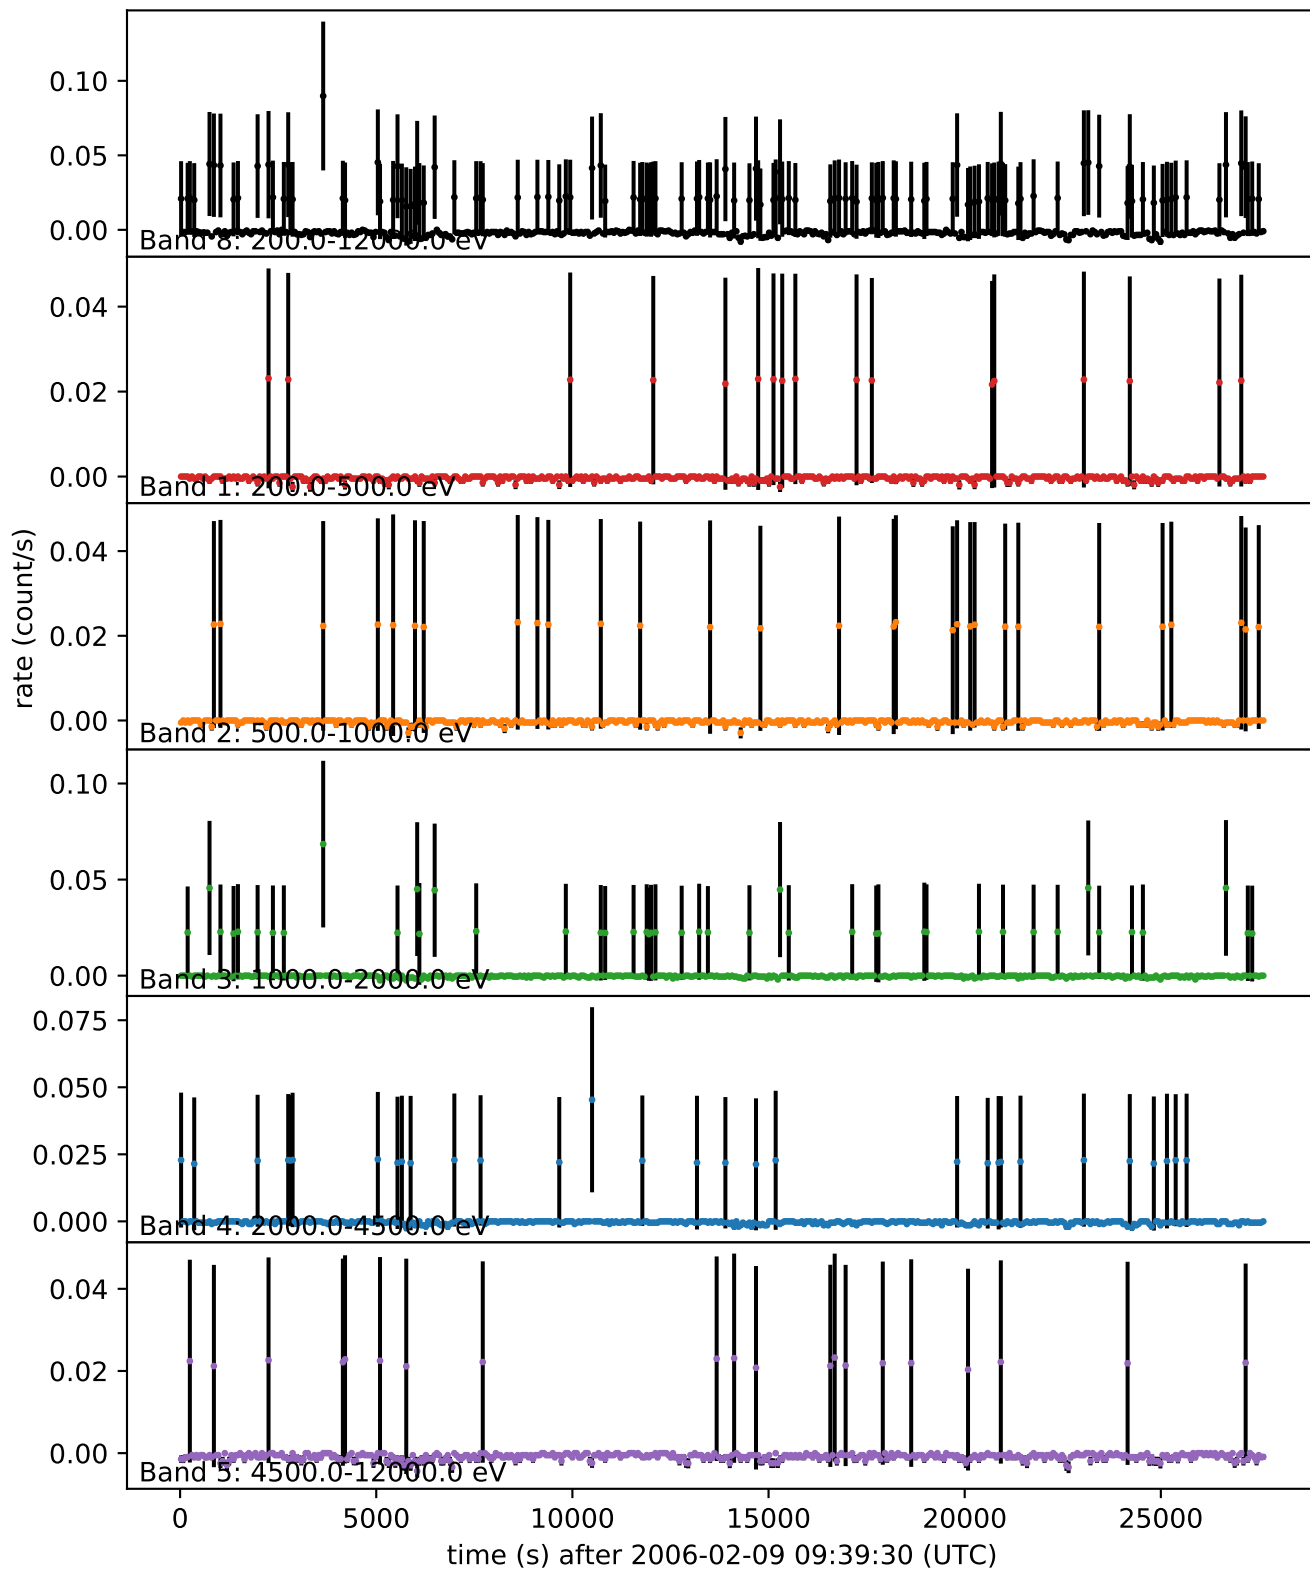 0.10
0.05
0.00
Band 8: 200.0-12000.0 eV
0.04
0.02
0.00
Band 1: 200.0-500.0 eV
rate (count/s)
0.04
0.02
0.00
Band 2: 500.0-1000.0 eV
0.10
0.05
0.00
Band 3: 1000.0-2000.0 eV
0.075
0.050
0.025
0.000
Band 4: 2000.0-4500.0 eV
0.04
0.02
0.00
Band 5: 4500.0-12000.0 eV
0 5000 10000 15000 20000 25000
time (s) after 2006-02-09 09:39:30 (UTC)